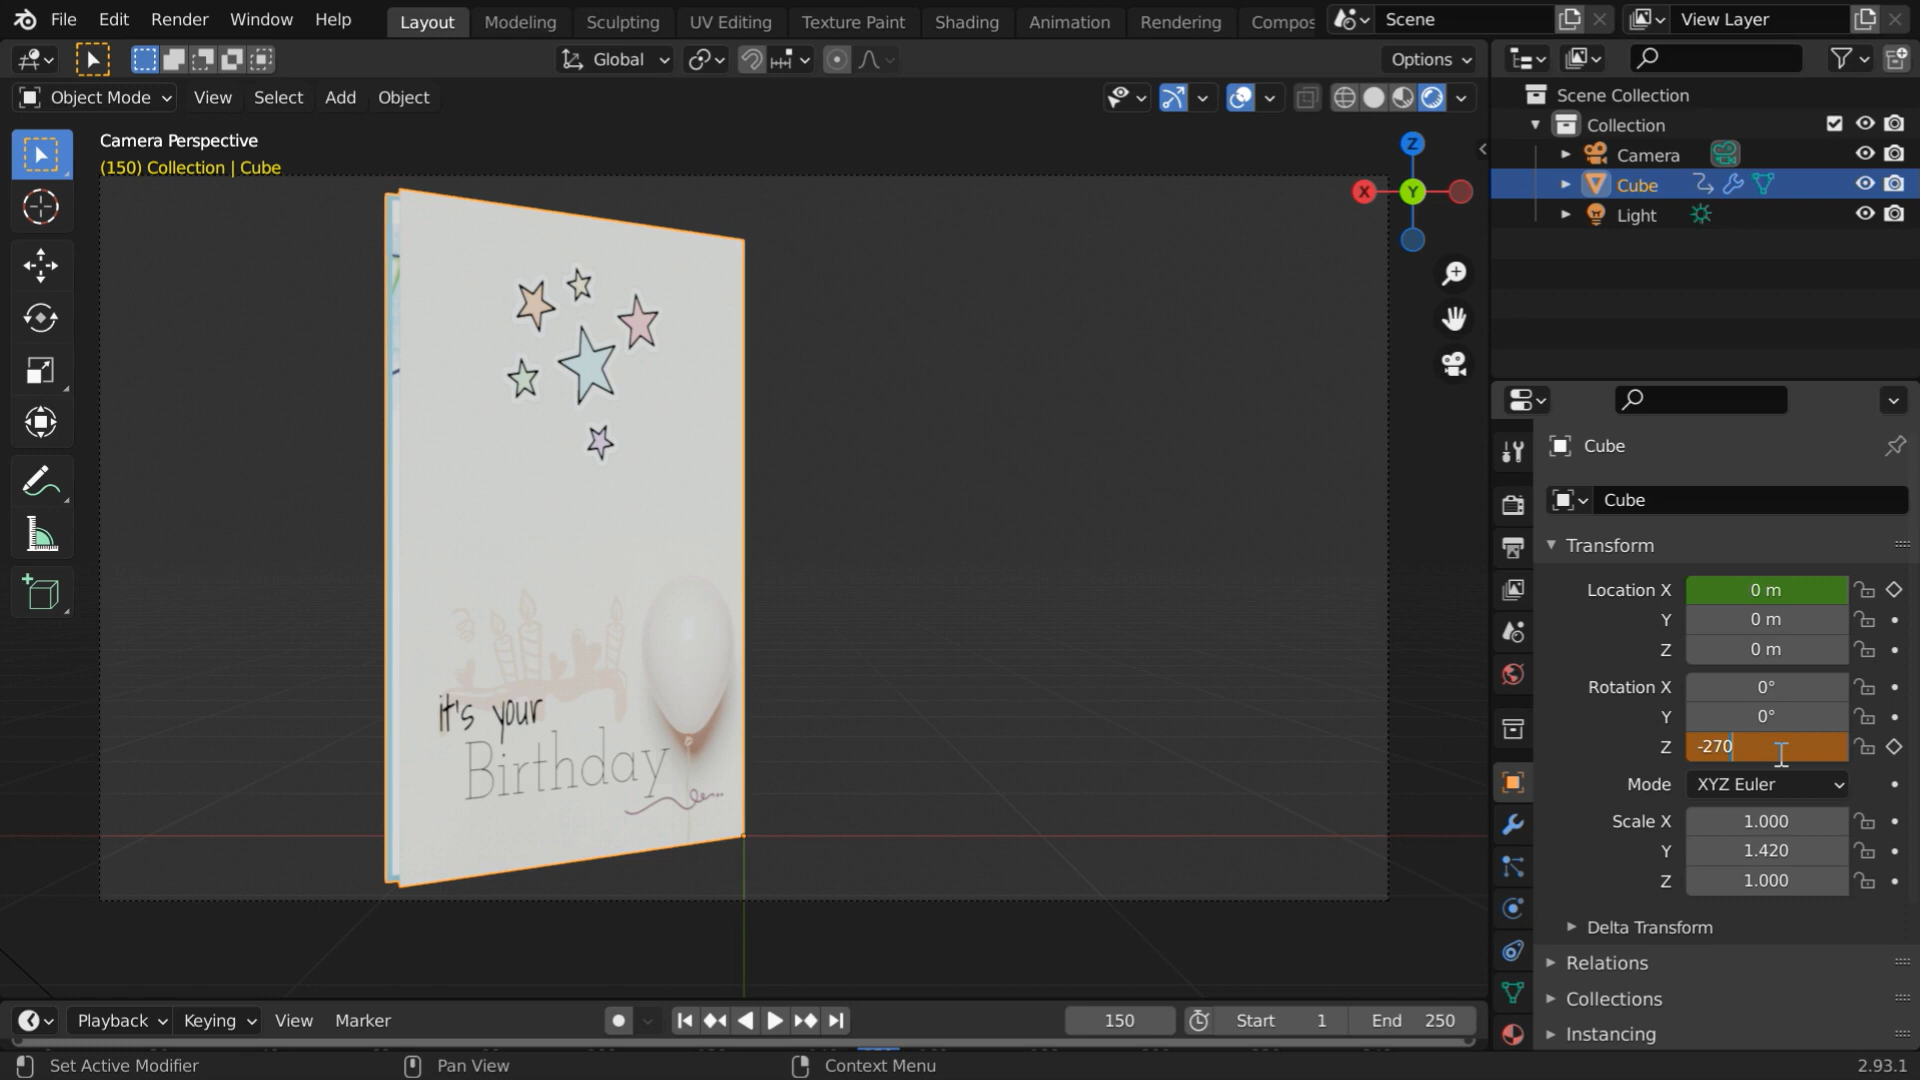 File Edit Render Window Help Layout Modeling Sculpting UV Editing Texture Paint Shading Animation Rendering Compos Scene View Layer
Global Options
Object Mode View Select Add Object
Camera Perspective
(150) Collection | Cube
Z
X
Y
Scene Collection
Collection
Camera
Cube
Light
it's your
Birthday
Cube
Cube
Transform
Location X 0 m
Y 0 m
Z 0 m
Rotation X 0°
Y 0°
Z -270
Mode XYZ Euler
Scale X 1.000
Y 1.420
Z 1.000
Delta Transform
Relations
Collections
Instancing
Playback Keying View Marker 150 Start 1 End 250
Set Active Modifier Pan View Context Menu 2.93.1